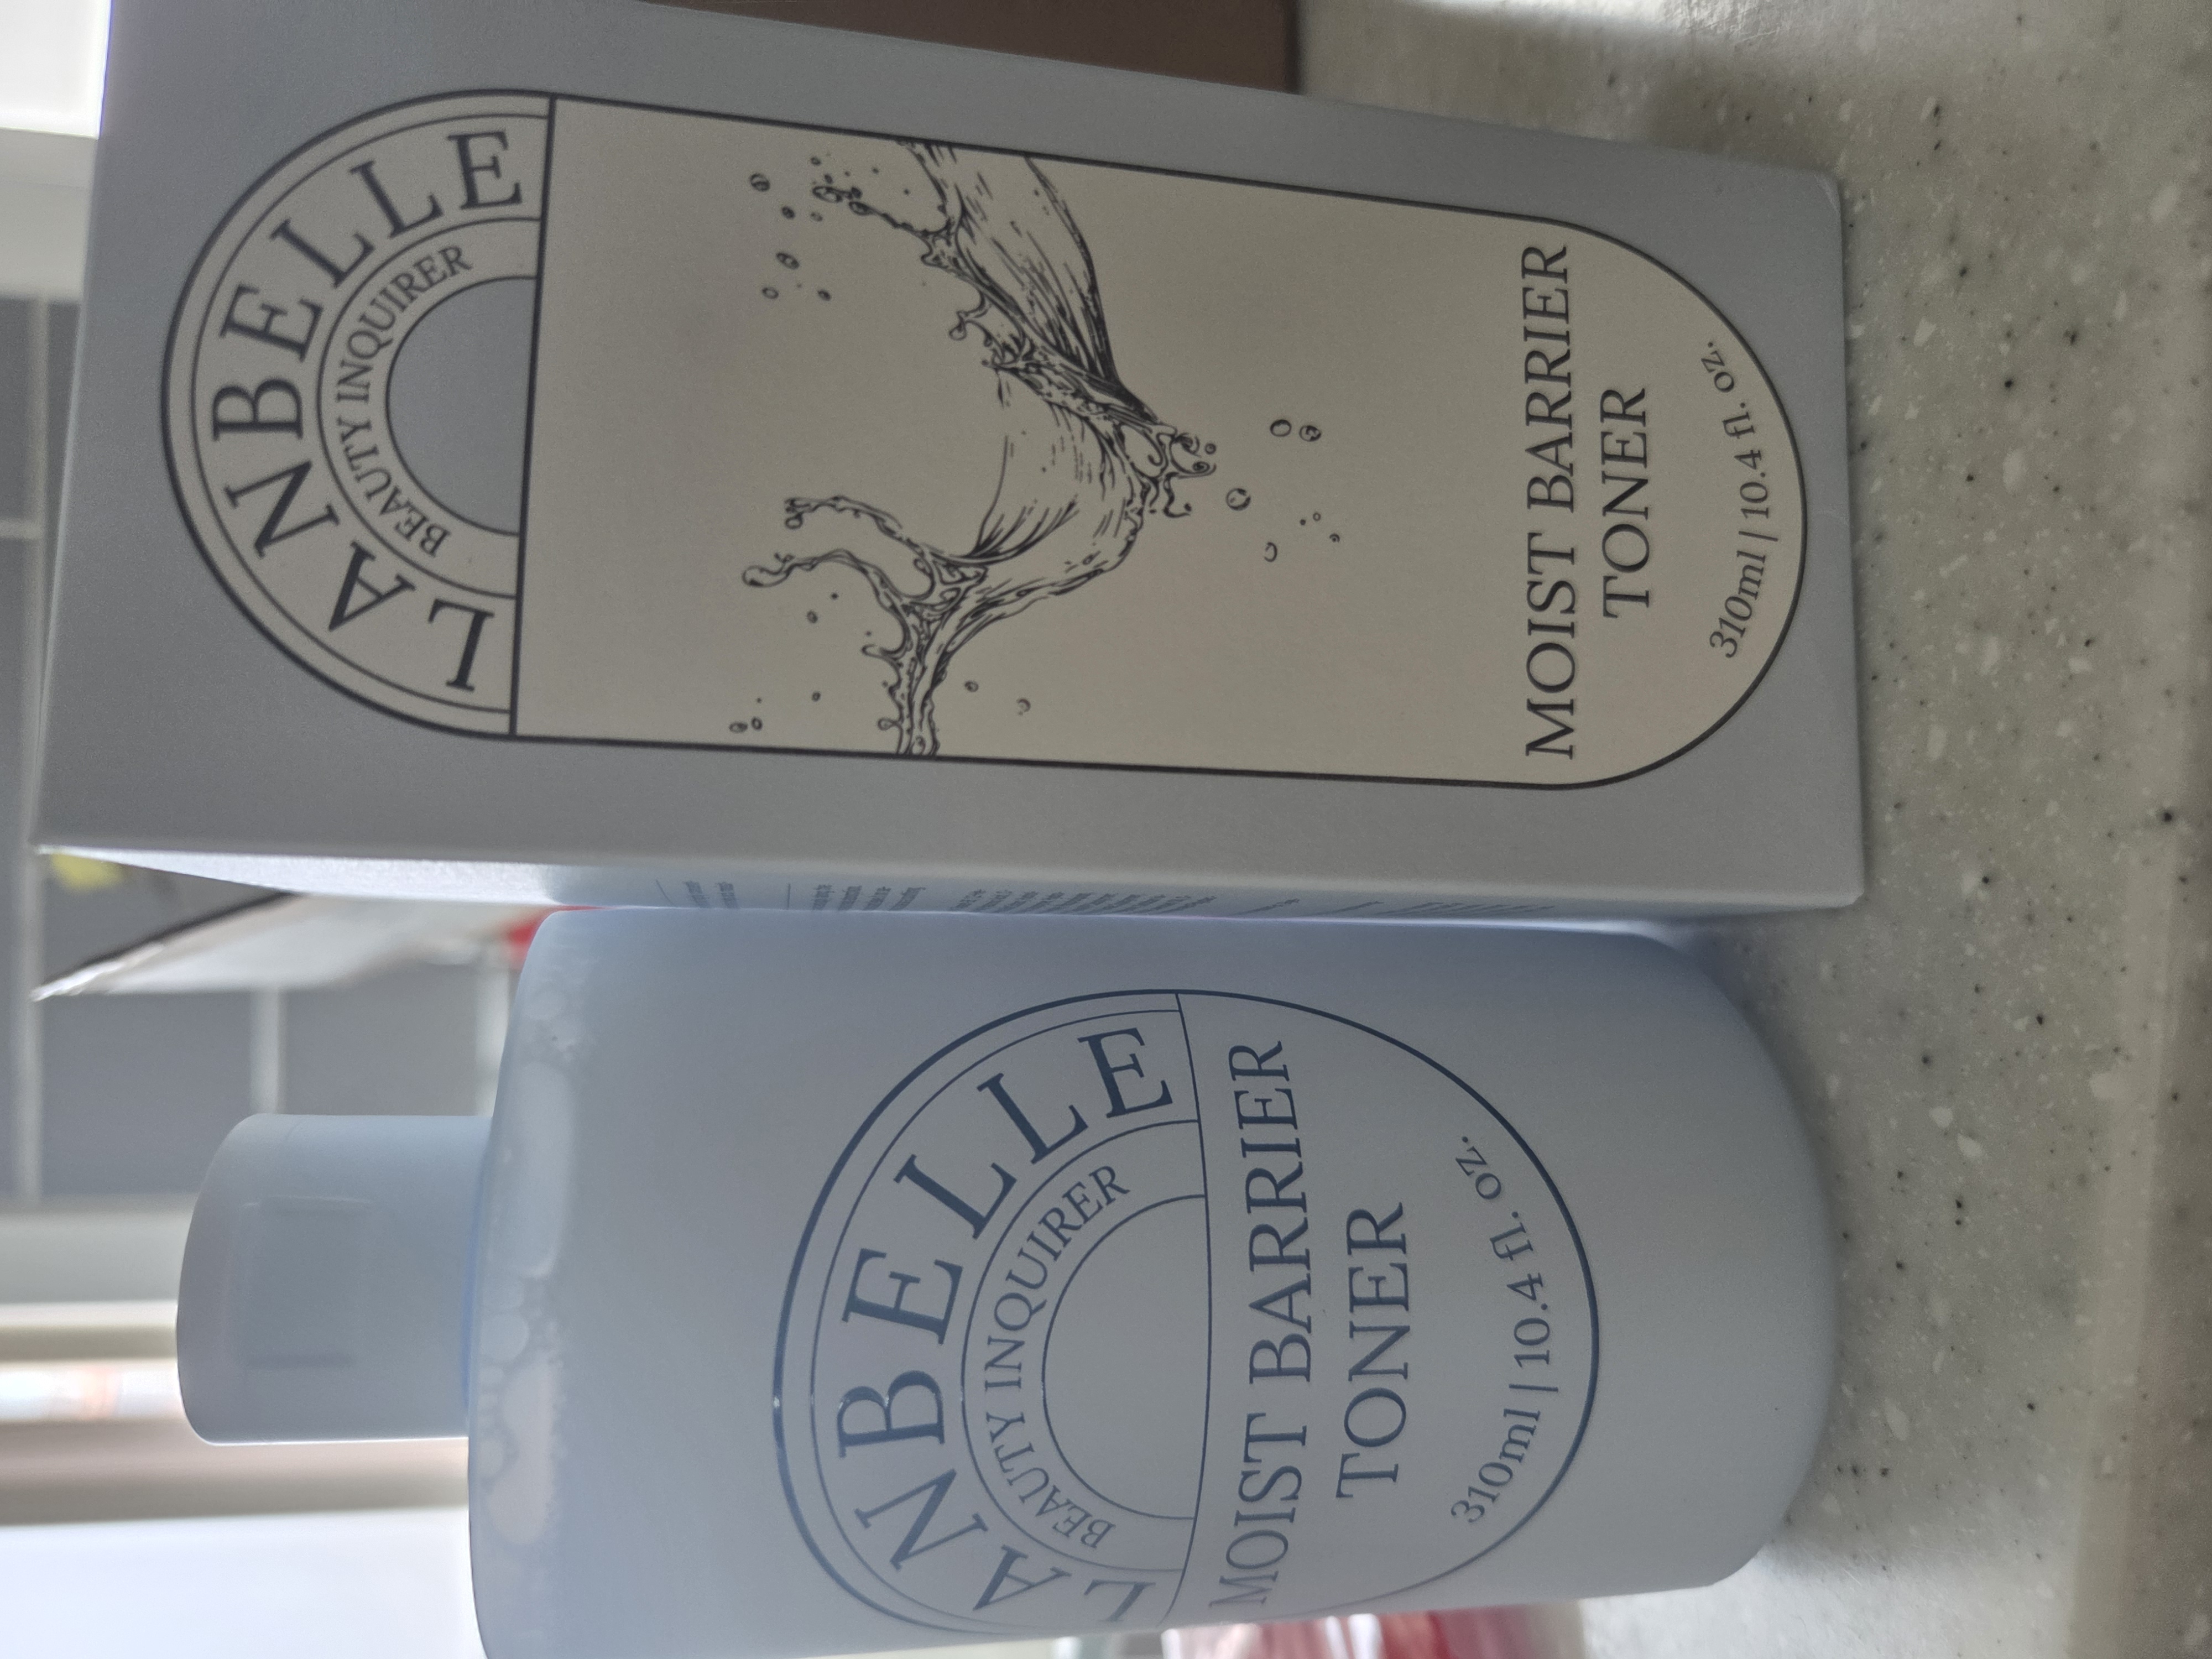 LANBELLE
BEAUTY INQUIRER
MOIST BARRIER
TONER
310ml | 10.4 fl. oz.
LANBELLE
BEAUTY INQUIRER
MOIST BARRIER
TONER
310ml | 10.4 fl. oz.